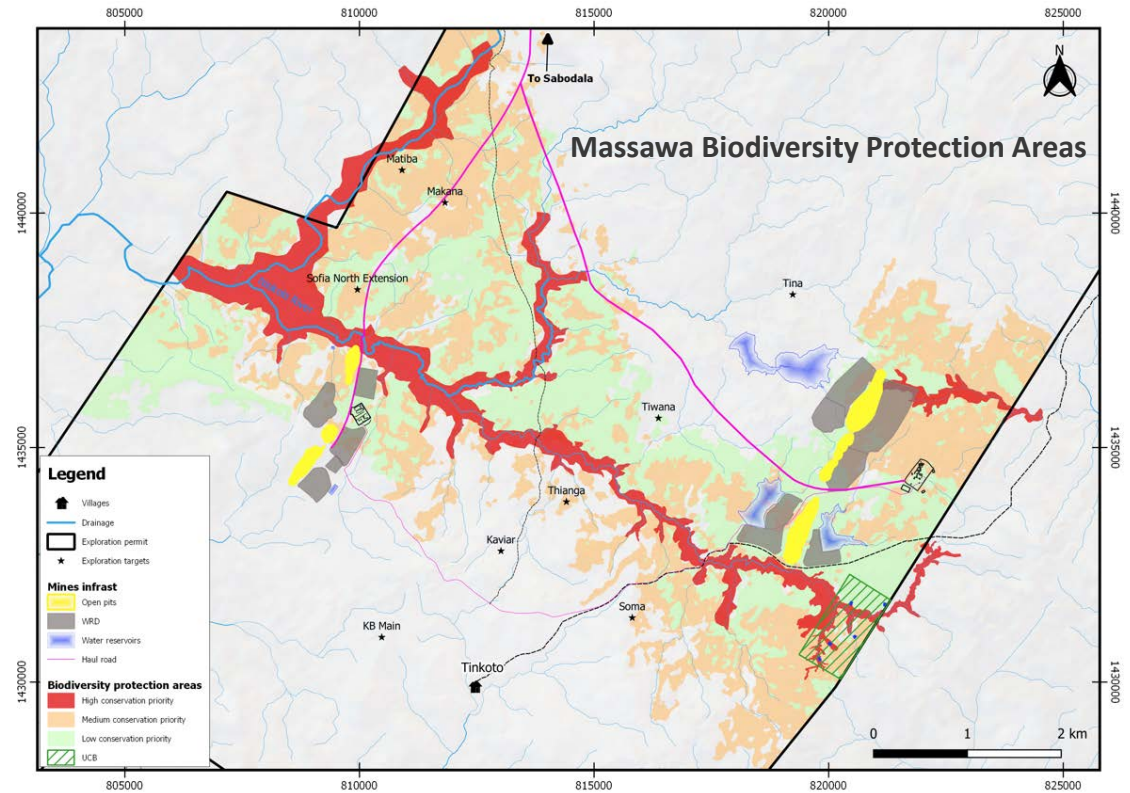 805000 810000 815000 820000 825000
To Sabodala
N
Massawa Biodiversity Protection Areas
Matiba
Makana
1440000 1440000
Sofia North Extension
Tina
Tiwana
1435000 1435000
Thianga
Kaviar
Soma
KB Main
Tinkoto
1430000 1430000
Legend
Villages
Drainage
Exploration permit
Exploration targets
Mines infrast
Open pits
WRD
Water reservoirs
Haul road
Biodiversity protection areas
High conservation priority
Medium conservation priority
Low conservation priority
UCB
0 1 2 km
805000 810000 815000 820000 825000